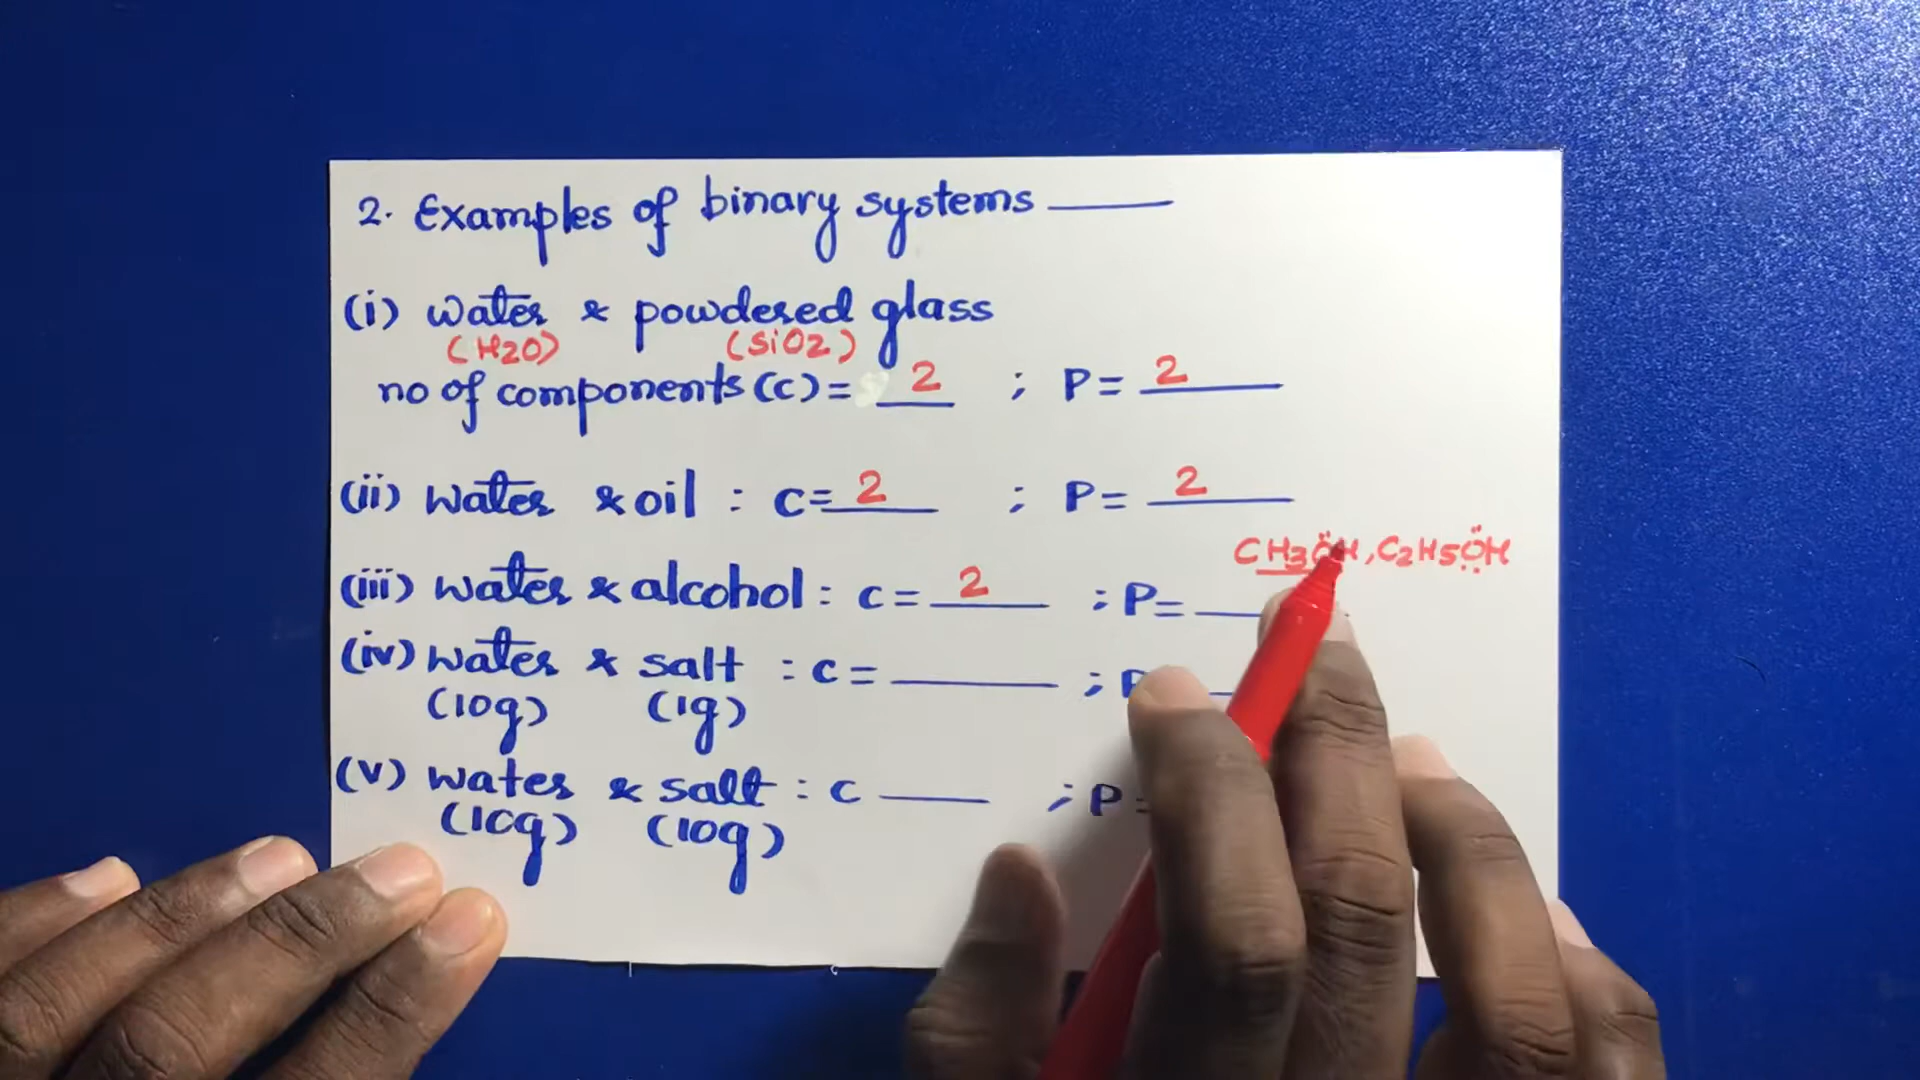 2. Examples of binary systems
(i) water & powdered glass
(H2O) (SiO2)
no of components (c) = 2 ; P = 2
(ii) water & oil : c = 2 ; P = 2
CH3ÖH, C2H5ÖH
(iii) water & alcohol : c = 2 ; P =
(iv) water & salt : c = ; P
(10g) (1g)
(v) water & salt : c ; P =
(10g) (10g)